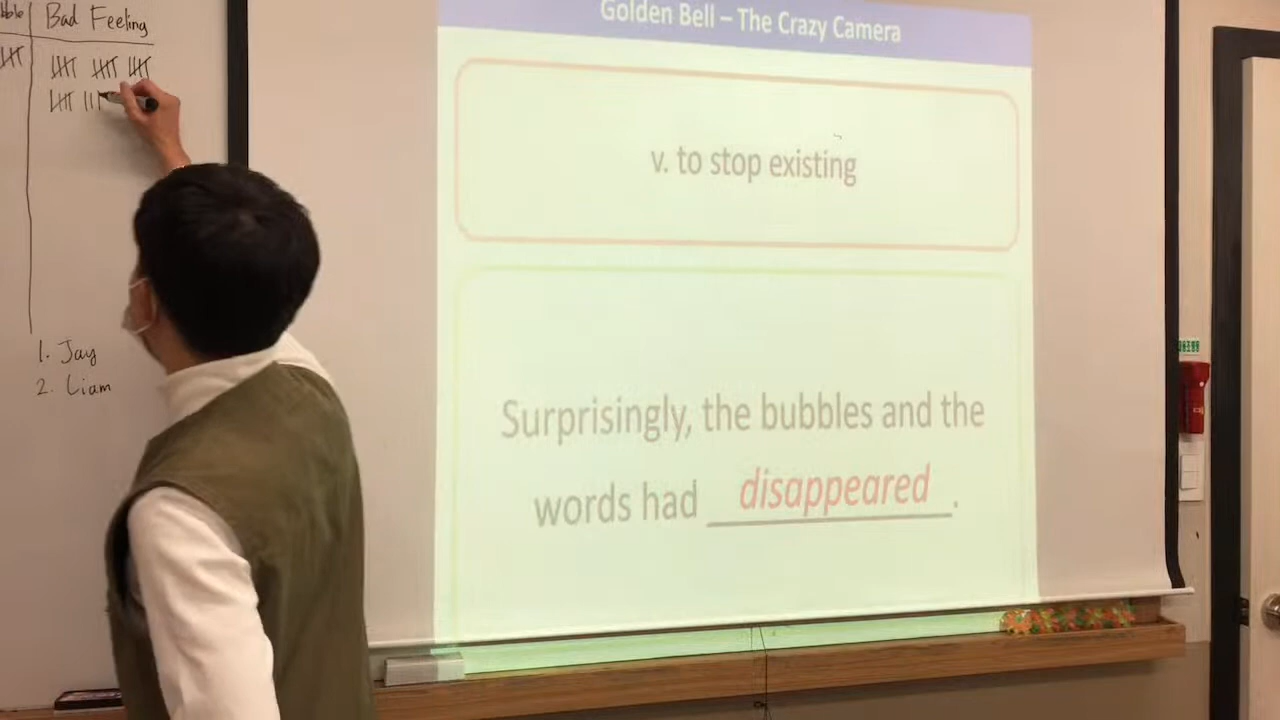 Bad Feeling
1. Jay
2. Liam
Golden Bell – The Crazy Camera
v. to stop existing
Surprisingly, the bubbles and the
words had disappeared.